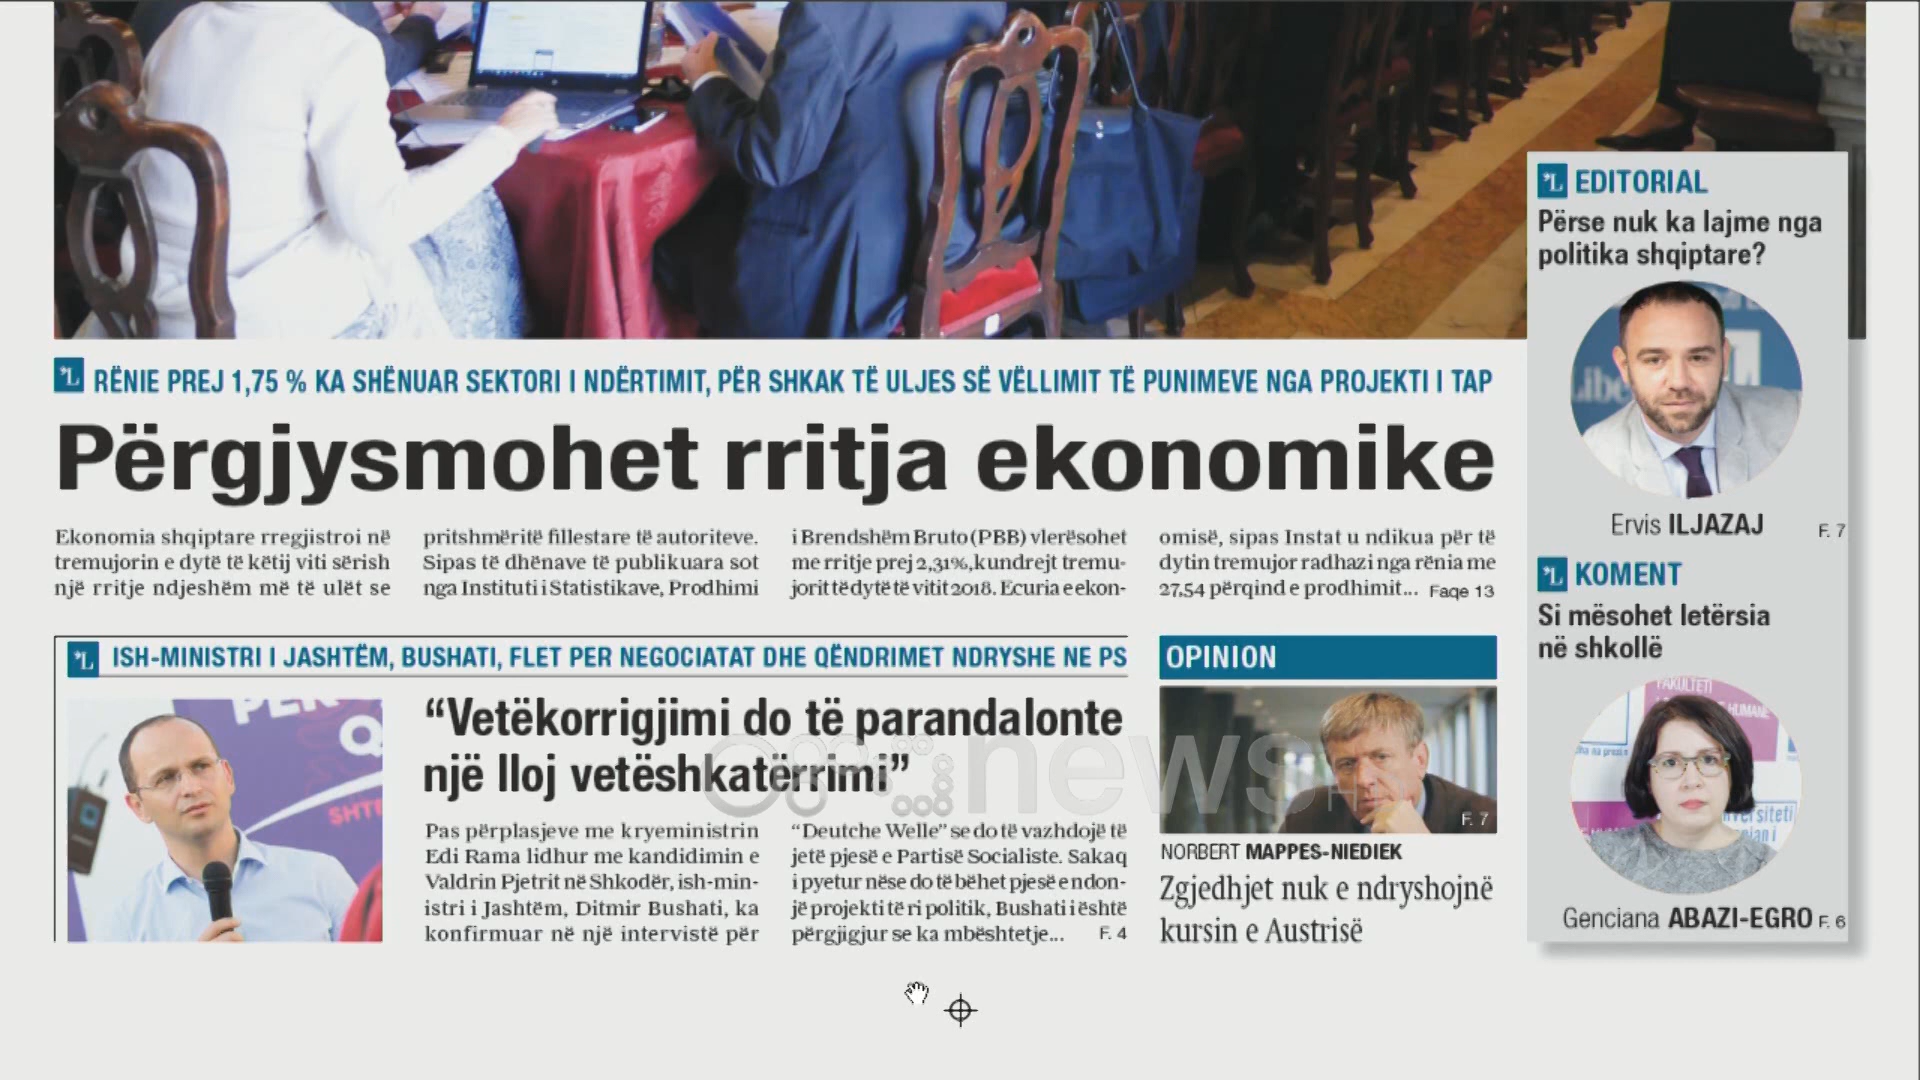 RËNIE PREJ 1,75 % KA SHËNUAR SEKTORI I NDËRTIMIT, PËR SHKAK TË ULJES SË VËLLIMIT TË PUNIMEVE NGA PROJEKTI I TAP
Përgjysmohet rritja ekonomike
Ekonomia shqiptare rregjistroi në
tremujorin e dytë të këtij viti sërish
një rritje ndjeshëm më të ulët se
pritshmëritë fillestare të autoriteve.
Sipas të dhënave të publikuara sot
nga Instituti i Statistikave, Prodhimi
i Brendshëm Bruto (PBB) vlerësohet
me rritje prej 2,31%, kundrejt tremu-
jorit të dytë të vitit 2018. Ecuria e ekon-
omisë, sipas Instat u ndikua për të
dytin tremujor radhazi nga rënia me
27,54 përqind e prodhimit... Faqe 13
ISH-MINISTRI I JASHTËM, BUSHATI, FLET PER NEGOCIATAT DHE QËNDRIMET NDRYSHE NE PS
“Vetëkorrigjimi do të parandalonte
një lloj vetëshkatërrimi”
Pas përplasjeve me kryeministrin
Edi Rama lidhur me kandidimin e
Valdrin Pjetrit në Shkodër, ish-min-
istri i Jashtëm, Ditmir Bushati, ka
konfirmuar në një intervistë për
“Deutche Welle” se do të vazhdojë të
jetë pjesë e Partisë Socialiste. Sakaq
i pyetur nëse do të bëhet pjesë e ndon-
jë projekti të ri politik, Bushati i është
përgjigjur se ka mbështetje... F. 4
OPINION
F. 7
NORBERT MAPPES-NIEDIEK
Zgjedhjet nuk e ndryshojnë
kursin e Austrisë
’L EDITORIAL
Përse nuk ka lajme nga
politika shqiptare?
Ervis ILJAZAJ F. 7
’L KOMENT
Si mësohet letërsia
në shkollë
FAKULTETI
Genciana ABAZI-EGRO F. 6
news